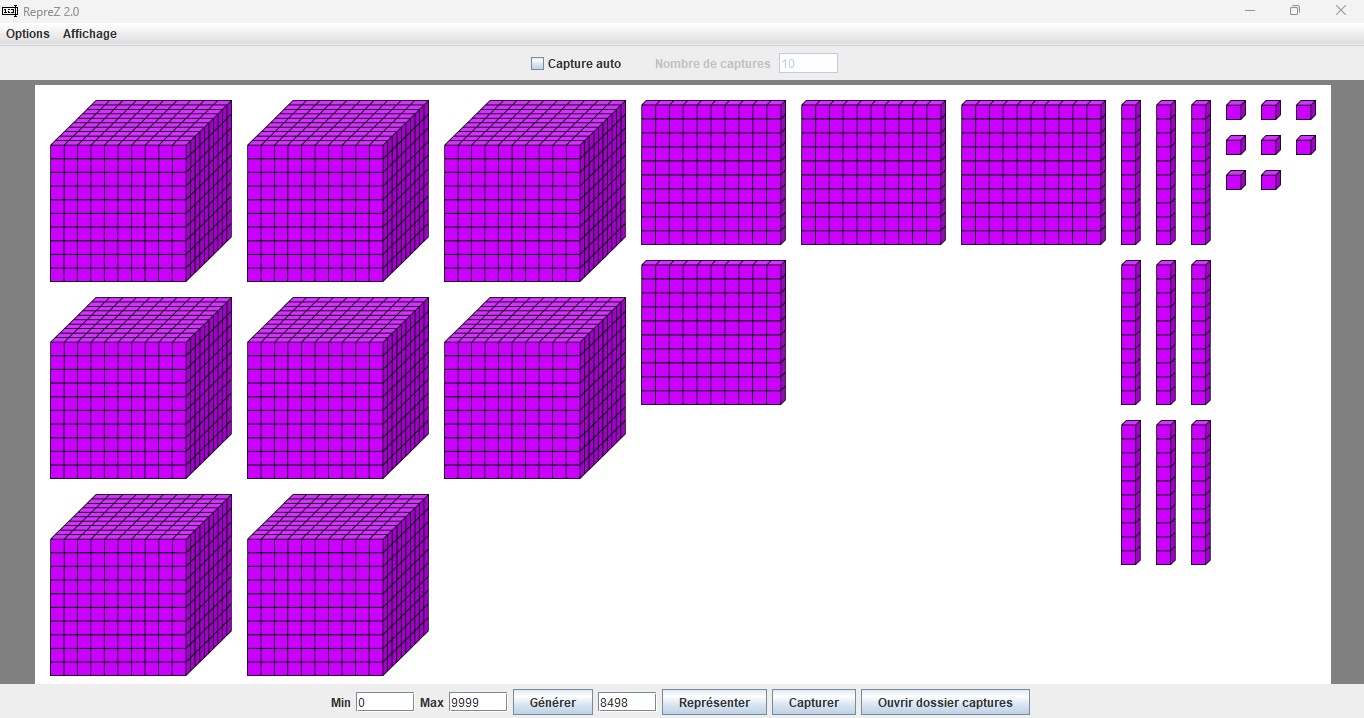 RepreZ 2.0
Options Affichage
Capture auto Nombre de captures 10
Min 0 Max 9999 Générer 8498 Représenter Capturer Ouvrir dossier captures